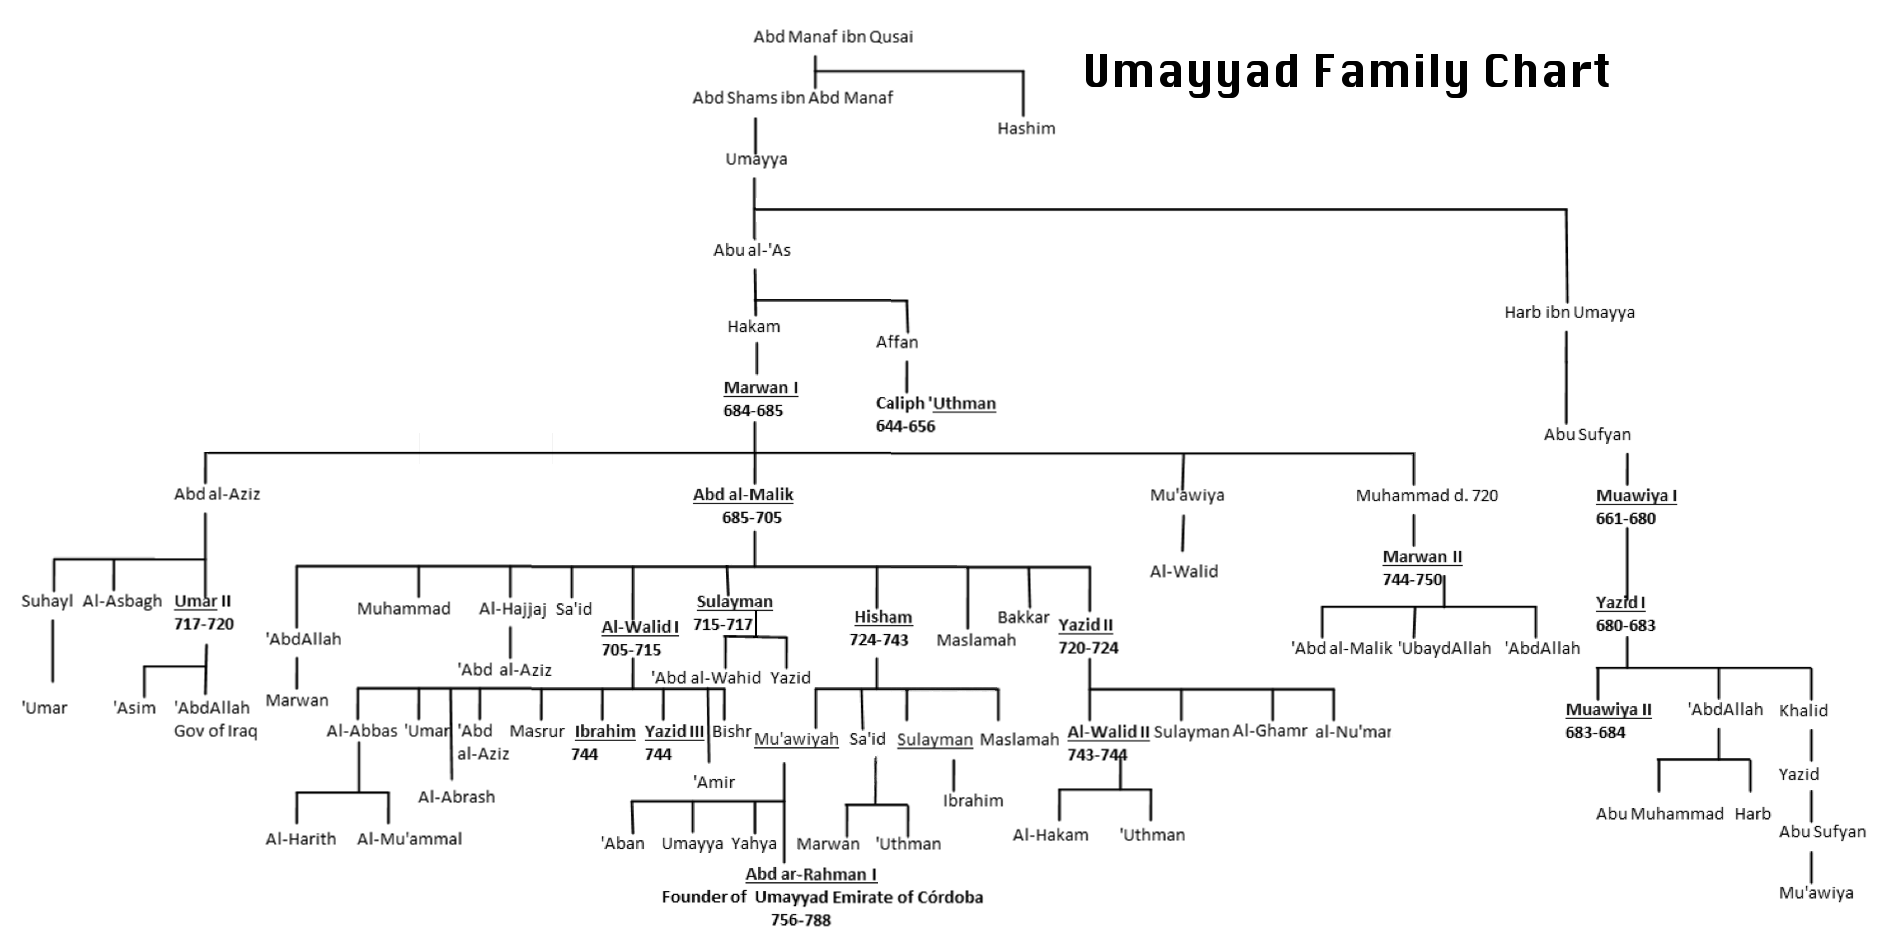 Abd Manaf ibn Qusai
Umayyad Family Chart
Abd Shams ibn Abd Manaf
Hashim
Umayya
Abu al-'As
Harb ibn Umayya
Hakam
Affan
Marwan I
684-685
Caliph 'Uthman
644-656
Abu Sufyan
Abd al-Aziz
Abd al-Malik
685-705
Mu'awiya
Muhammad d. 720
Muawiya I
661-680
Al-Walid
Marwan II
744-750
Suhayl
Al-Asbagh
Umar II
717-720
'AbdAllah
Muhammad
Al-Hajjaj
Sa'id
Al-Walid I
705-715
Sulayman
715-717
Hisham
724-743
Maslamah
Bakkar
Yazid II
720-724
'Abd al-Malik
'UbaydAllah
'AbdAllah
Yazid I
680-683
'Umar
'Asim
'AbdAllah
Gov of Iraq
Marwan
'Abd al-Aziz
'Abd al-Wahid
Yazid
Al-Abbas
'Umar
'Abd
al-Aziz
Masrur
Ibrahim
744
Yazid III
744
Bishr
Mu'awiyah
Sa'id
Sulayman
Maslamah
Al-Walid II
743-744
Sulayman
Al-Ghamr
al-Nu'mar
Muawiya II
683-684
'AbdAllah
Khalid
Al-Abrash
'Amir
Ibrahim
Yazid
Al-Harith
Al-Mu'ammal
'Aban
Umayya
Yahya
Marwan
'Uthman
Al-Hakam
'Uthman
Abu Muhammad
Harb
Abu Sufyan
Abd ar-Rahman I
Founder of Umayyad Emirate of Córdoba
756-788
Mu'awiya